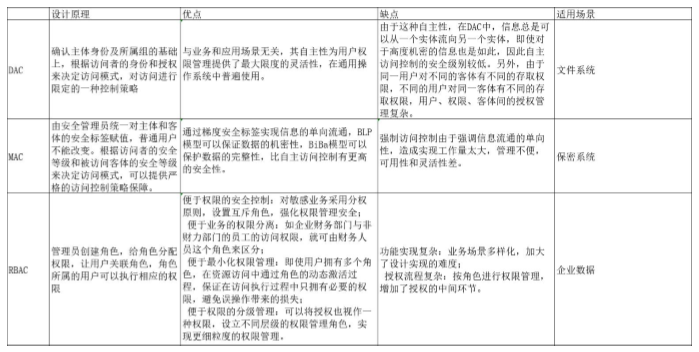 设计原理 优点 缺点 适用场景
DAC
确认主体身份及所属组的基础
上，根据访问者的身份和授权
来决定访问模式，对访问进行
限定的一种控制策略
与业务和应用场景无关，其自主性为用户权
限管理提供了最大限度的灵活性，在通用操
作系统中普遍使用。
由于这种自主性，在DAC中，信息总是可
以从一个实体流向另一个实体，即使对
于高度机密的信息也是如此，因此自主
访问控制的安全级别较低。另外，由于
同一用户对不同的客体有不同的存取权
限，不同的用户对同一客体有不同的存
取权限，用户、权限、客体间的授权管
理复杂。
文件系统
MAC
由安全管理员统一对主体和客
体的安全标签赋值，普通用户
不能改变。根据访问者的安全
等级和被访问客体的安全等级
来决定访问模式，可以提供严
格的访问控制策略保障。
通过梯度安全标签实现信息的单向流通，BLP
模型可以保证数据的机密性，BiBa模型可以
保护数据的完整性，比自主访问控制有更高
的安全性。
强制访问控制由于强调信息流通的单向
性，造成实现工作量太大，管理不便，
可用性和灵活性差。
保密系统
RBAC
管理员创建角色，给角色分配
权限，让用户关联角色，角色
所属的用户可以执行相应的权
限
便于权限的安全控制：对敏感业务采用分权
原则，设置互斥角色，强化权限管理安全；
便于业务的权限分离：如企业财务部门与非
财力部门的员工的访问权限，就可由财务人
员这个角色来区分；
便于最小化权限管理：即使用户拥有多个角
色，在资源访问中通过角色的动态激活过
程，保证在访问执行过程中只拥有必要的权
限，避免误操作带来的损失；
便于权限的分级管理：可以将授权也视作一
种权限，设立不同层级的权限管理角色，实
现更细粒度的权限管理。
功能实现复杂：业务场景多样化，加大
了设计实现的难度；
授权流程复杂：按角色进行权限管理，
增加了授权的中间环节。
企业数据